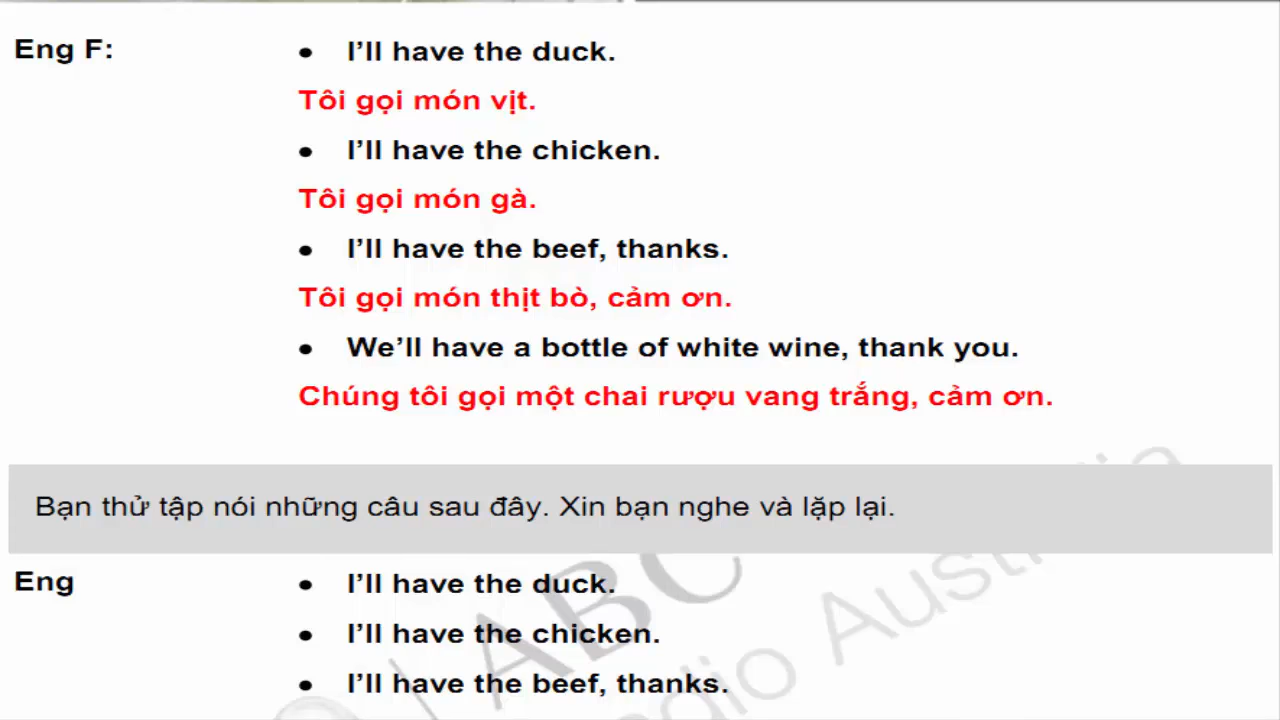 Eng F:
• I’ll have the duck.
Tôi gọi món vịt.
• I’ll have the chicken.
Tôi gọi món gà.
• I’ll have the beef, thanks.
Tôi gọi món thịt bò, cảm ơn.
• We’ll have a bottle of white wine, thank you.
Chúng tôi gọi một chai rượu vang trắng, cảm ơn.
Bạn thử tập nói những câu sau đây. Xin bạn nghe và lặp lại.
Eng
• I’ll have the duck.
• I’ll have the chicken.
• I’ll have the beef, thanks.
ABC
Australia